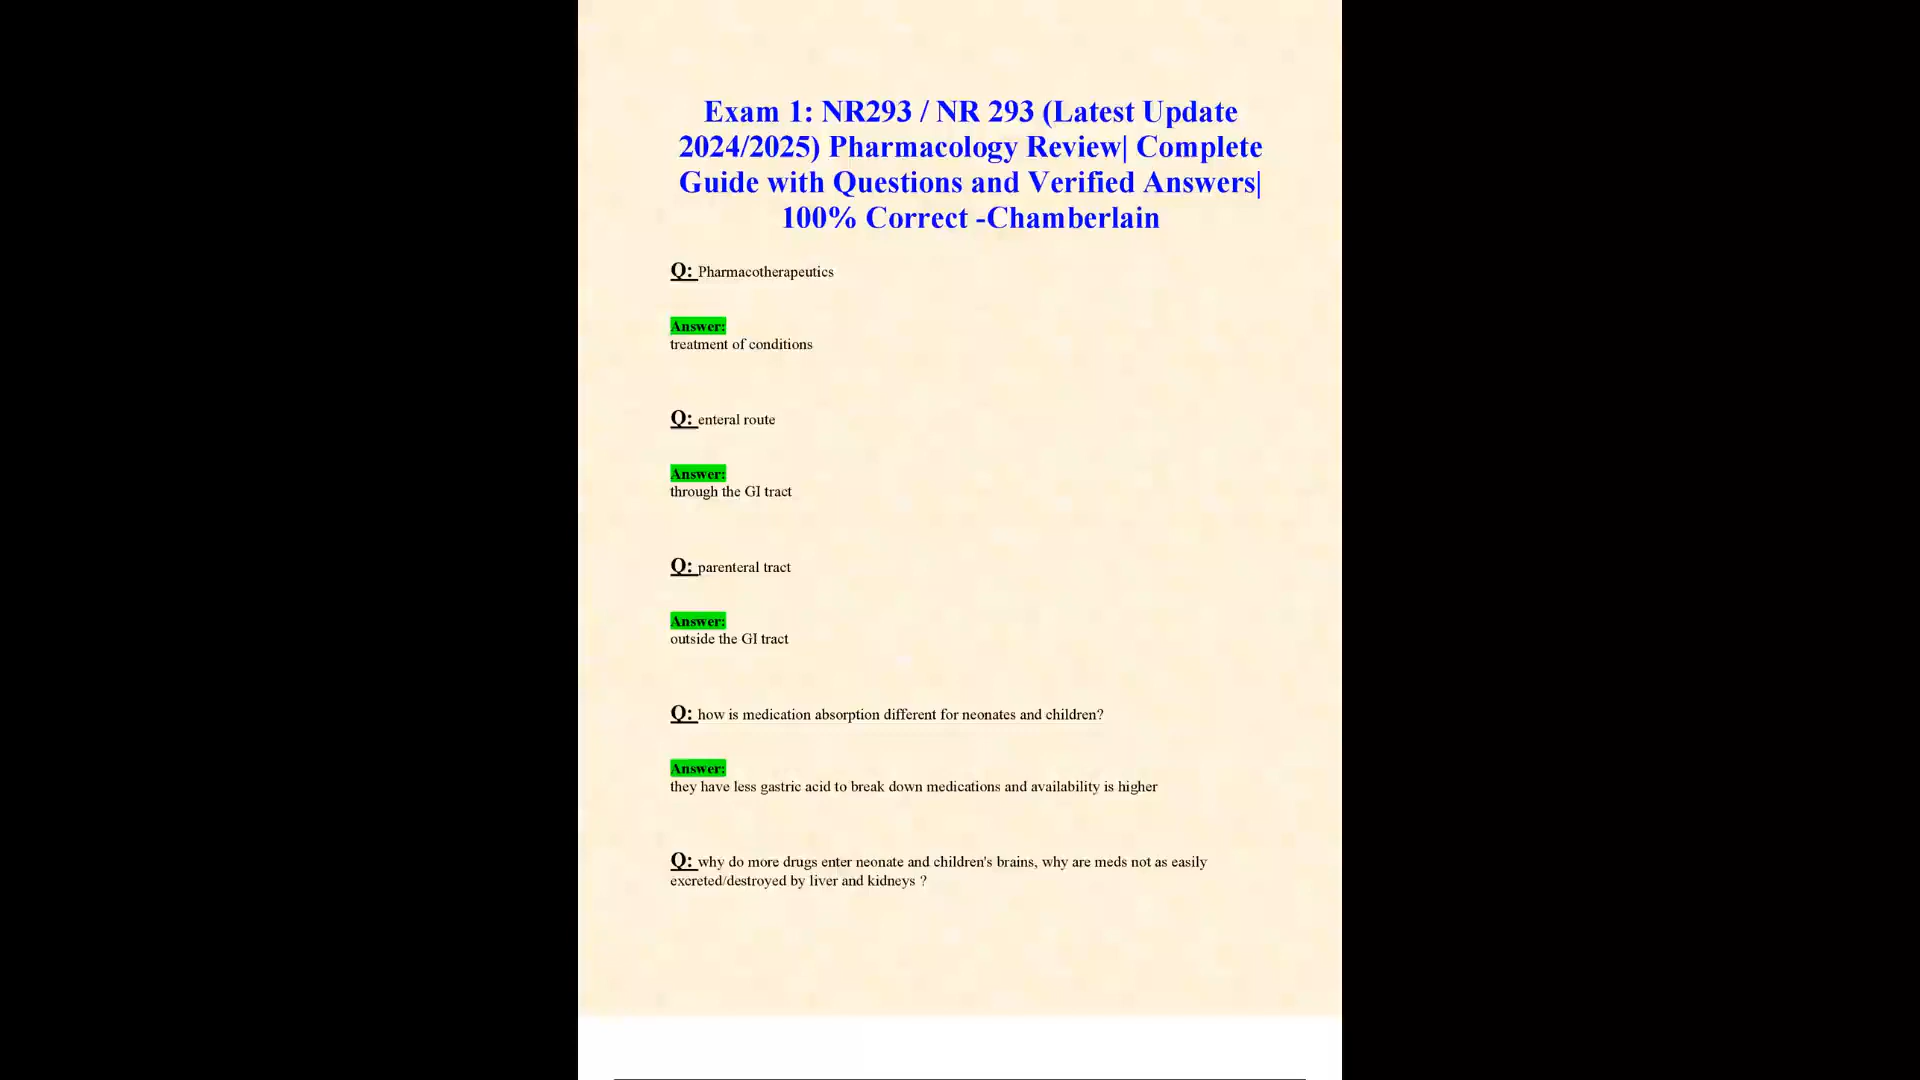 Exam 1: NR293 / NR 293 (Latest Update
2024/2025) Pharmacology Review| Complete
Guide with Questions and Verified Answers|
100% Correct -Chamberlain
Q: Pharmacotherapeutics
Answer:
treatment of conditions
Q: enteral route
Answer:
through the GI tract
Q: parenteral tract
Answer:
outside the GI tract
Q: how is medication absorption different for neonates and children?
Answer:
they have less gastric acid to break down medications and availability is higher
Q: why do more drugs enter neonate and children's brains, why are meds not as easily
excreted/destroyed by liver and kidneys ?